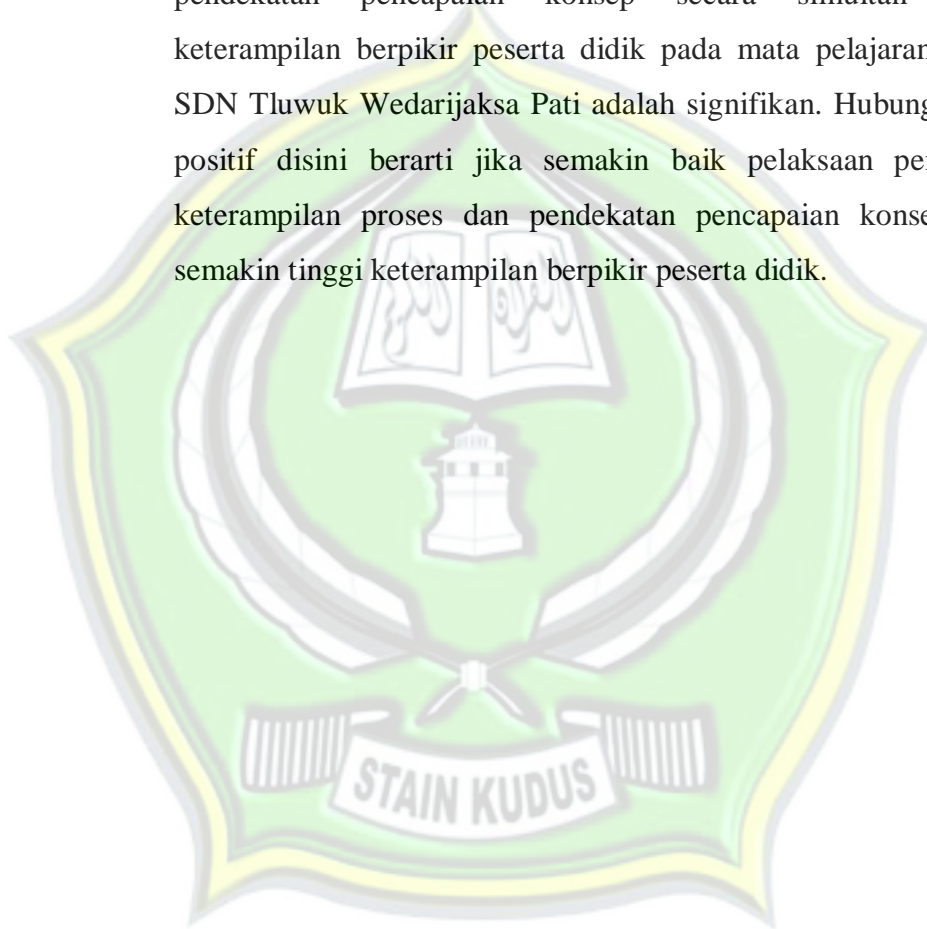 pendekatan pencapaian konsep secara simultan
keterampilan berpikir peserta didik pada mata pelajaran
SDN Tluwuk Wedarijaksa Pati adalah signifikan. Hubung
positif disini berarti jika semakin baik pelaksaan pe
keterampilan proses dan pendekatan pencapaian konse
semakin tinggi keterampilan berpikir peserta didik.
STAIN KUDUS